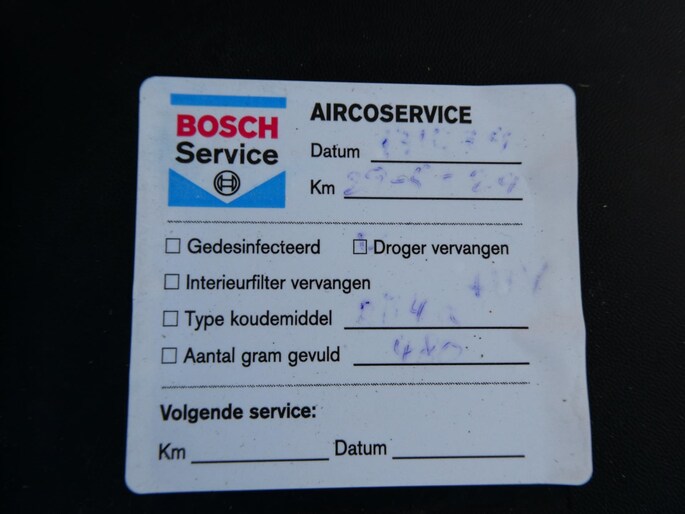 BOSCH
Service
AIRCOSERVICE
Datum
Km
Gedesinfecteerd
Droger vervangen
Interieurfilter vervangen
Type koudemiddel
Aantal gram gevuld
Volgende service:
Km Datum